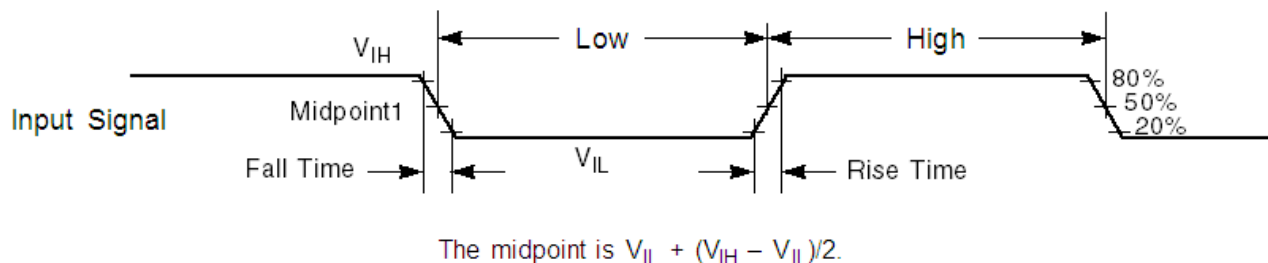 Low
High
VIH
80%
Midpoint1
50%
Input Signal
20%
VIL
Fall Time
Rise Time
The midpoint is VIL + (VIH – VIL)/2.